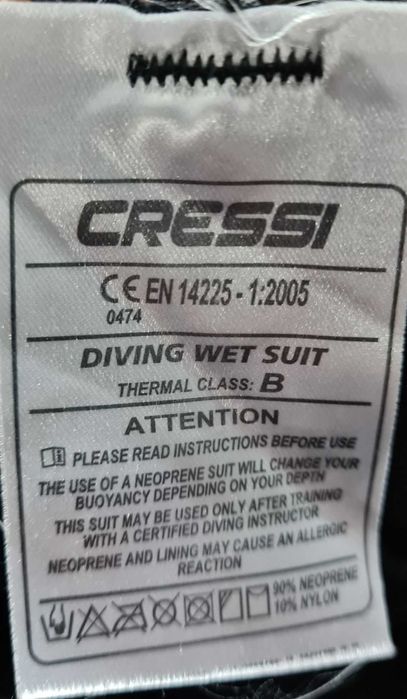 CRESSI
CE EN 14225 - 1:2005
0474
DIVING WET SUIT
THERMAL CLASS: B
ATTENTION
PLEASE READ INSTRUCTIONS BEFORE USE
THE USE OF A NEOPRENE SUIT WILL CHANGE YOUR
BUOYANCY DEPENDING ON YOUR DEPTH
THIS SUIT MAY BE USED ONLY AFTER TRAINING
WITH A CERTIFIED DIVING INSTRUCTOR
NEOPRENE AND LINING MAY CAUSE AN ALLERGIC
REACTION
90% NEOPRENE
10% NYLON